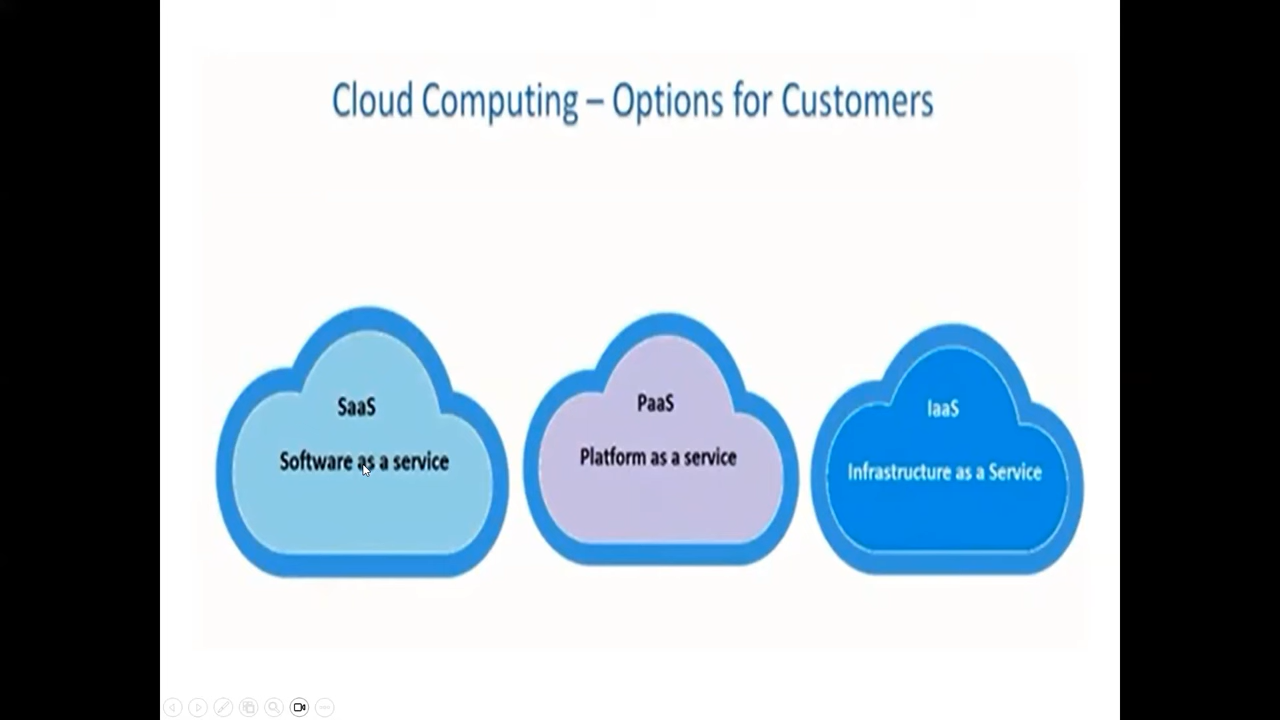 Cloud Computing – Options for Customers
SaaS
Software as a service
PaaS
Platform as a service
IaaS
Infrastructure as a Service